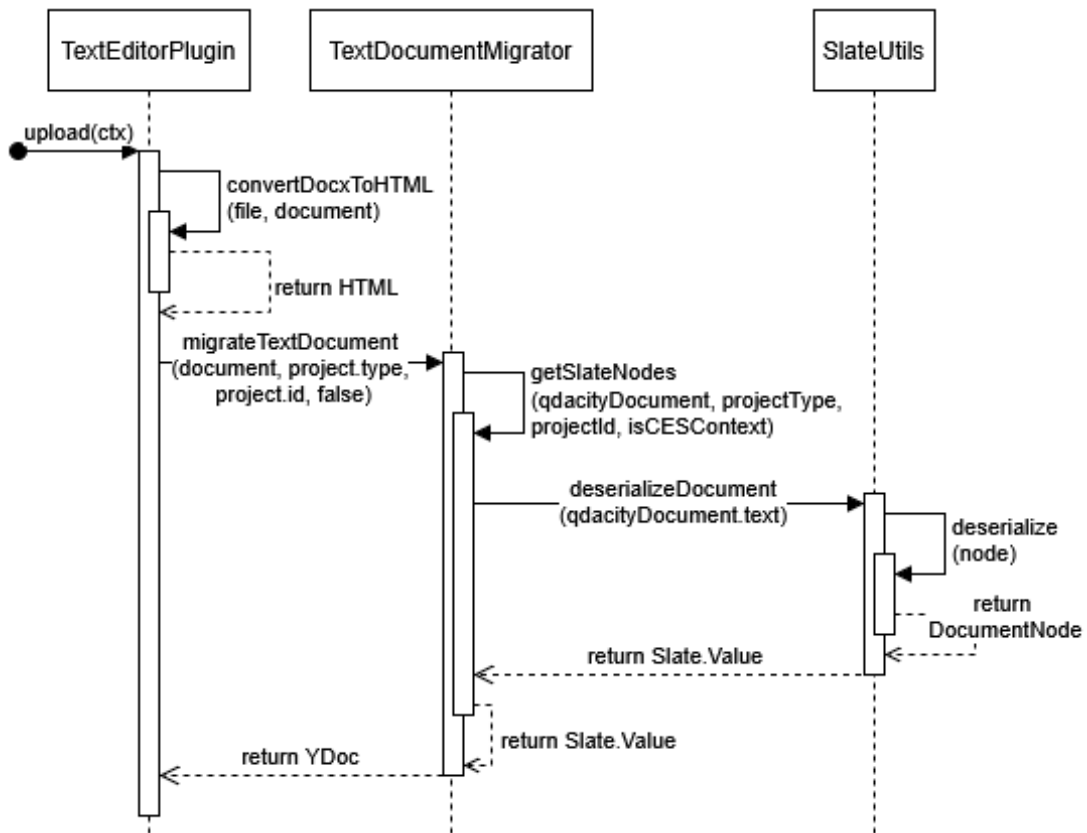 TextEditorPlugin
TextDocumentMigrator
SlateUtils
upload(ctx)
convertDocxToHTML
(file, document)
return HTML
migrateTextDocument
(document, project.type,
project.id, false)
getSlateNodes
(qdacityDocument, projectType,
projectId, isCESContext)
deserializeDocument
(qdacityDocument.text)
deserialize
(node)
return
DocumentNode
return Slate.Value
return Slate.Value
return YDoc